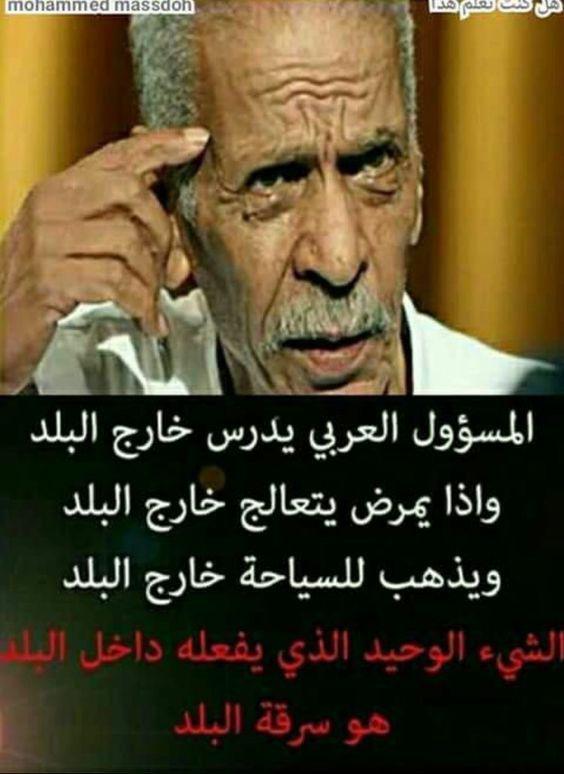 mohammed massdoh
هل كنت تعلم هدا
المسؤول العربي يدرس خارج البلد
واذا يمرض يتعالج خارج البلد
ويذهب للسياحة خارج البلد
الشيء الوحيد الذي يفعله داخل البلد
هو سرقة البلد